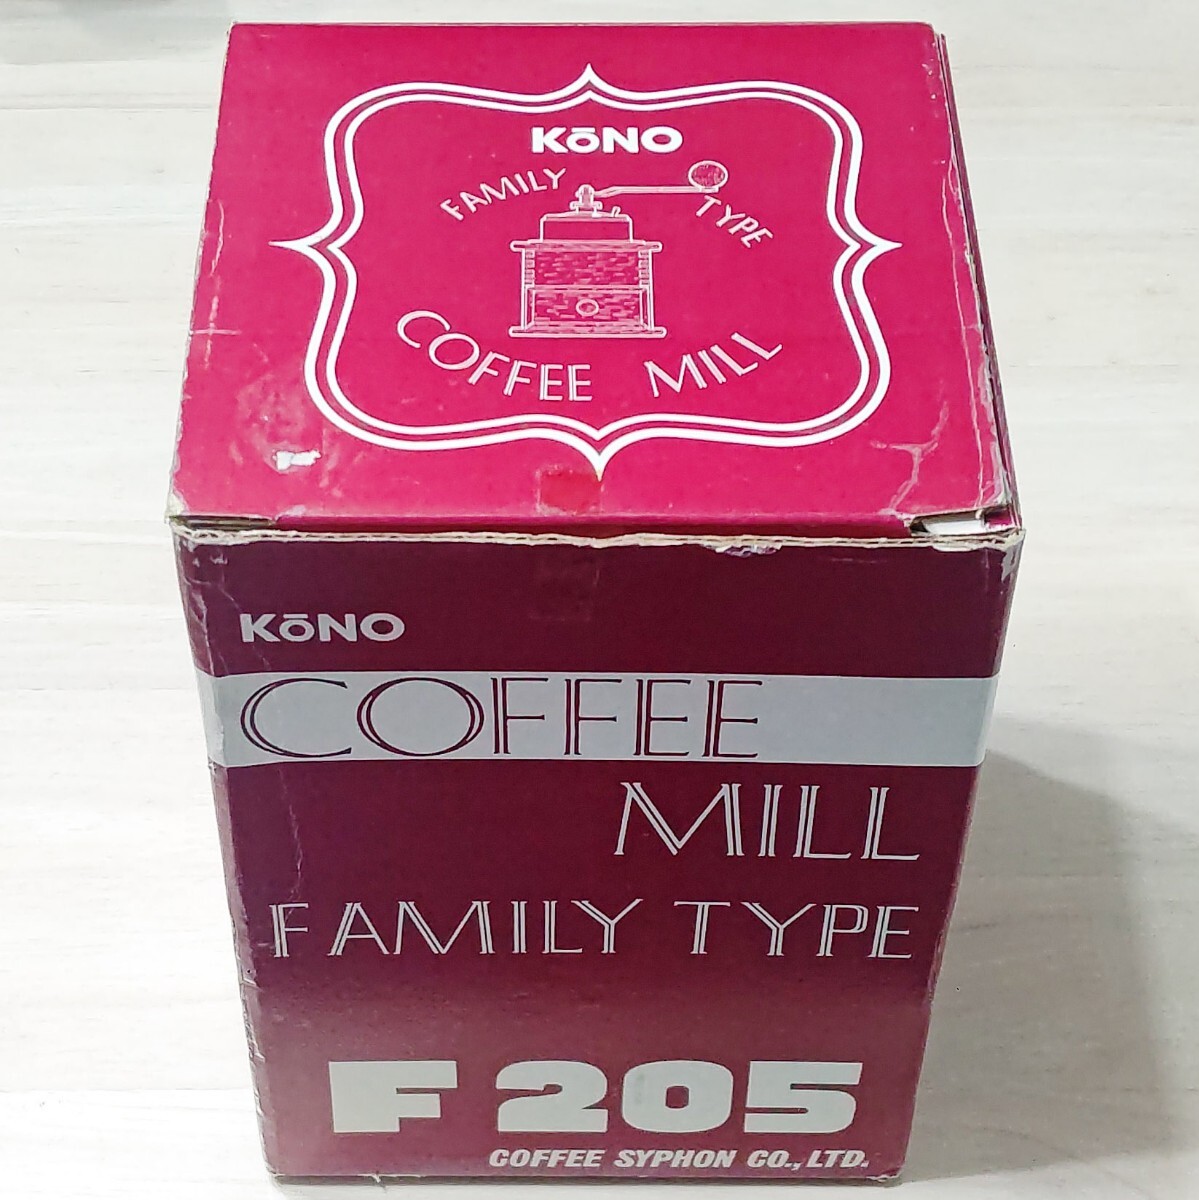 KōNO
FAMILY TYPE
COFFEE MILL
KōNO
COFFEE
MILL
FAMILY TYPE
F 205
COFFEE SYPHON CO., LTD.